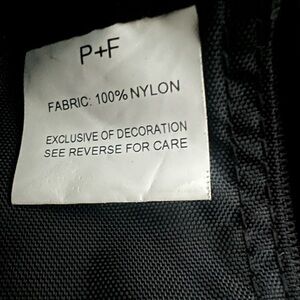 P+F
FABRIC: 100% NYLON
EXCLUSIVE OF DECORATION
SEE REVERSE FOR CARE